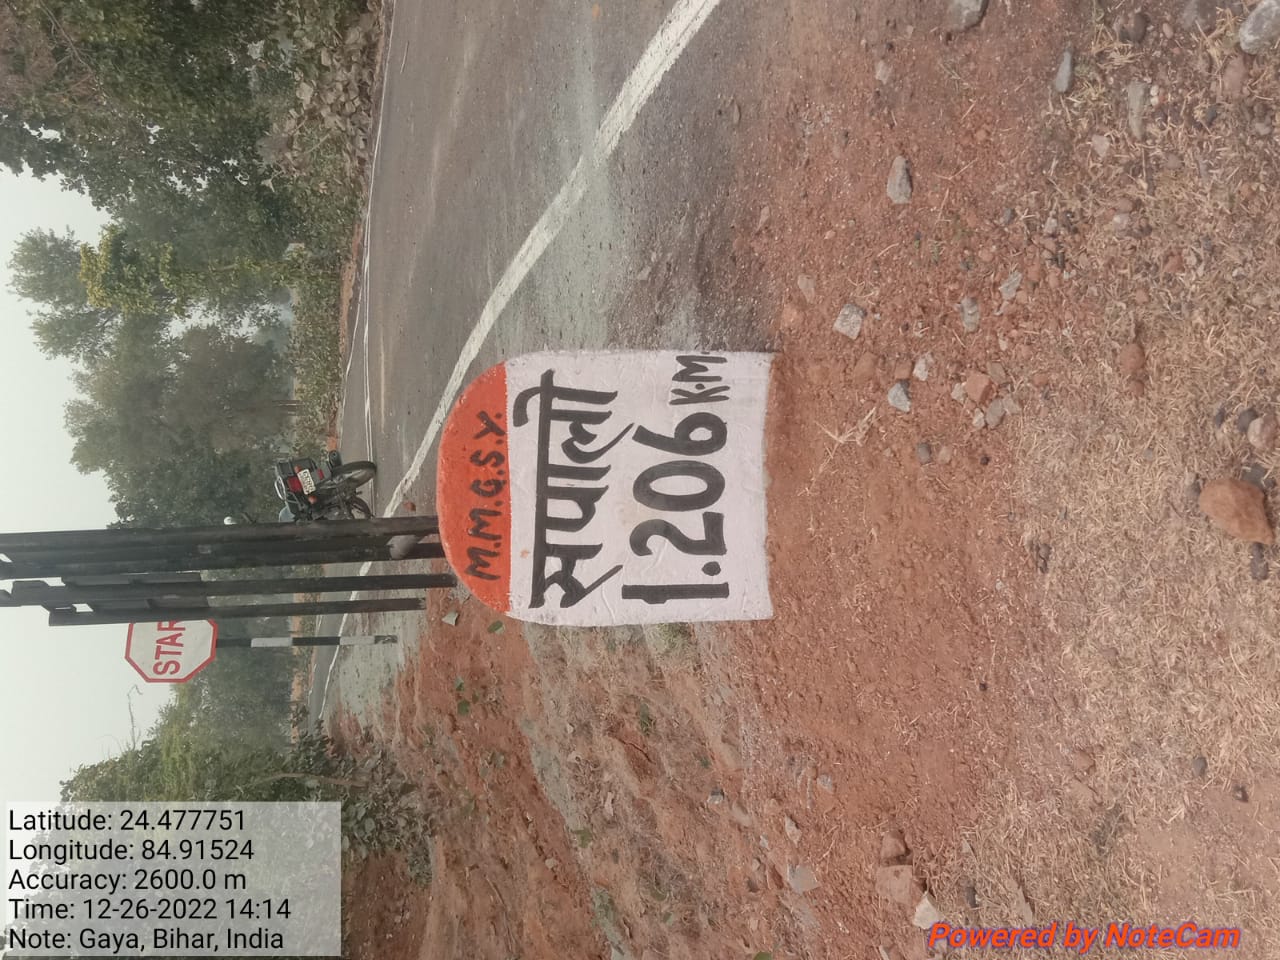 M.M.G.S.Y.
सपाली
1.206 K.M.
STAR
Latitude: 24.477751
Longitude: 84.91524
Accuracy: 2600.0 m
Time: 12-26-2022 14:14
Note: Gaya, Bihar, India
Powered by NoteCam